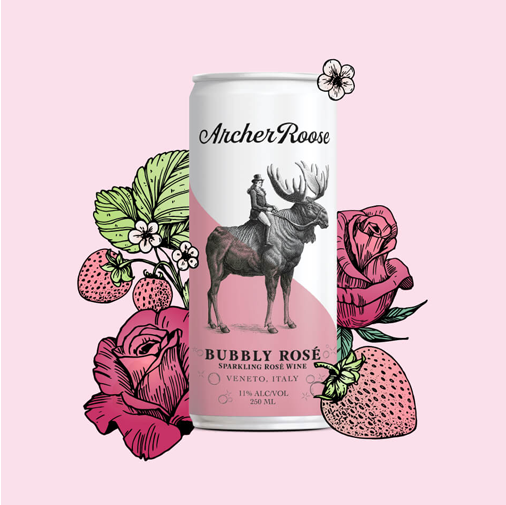 Archer Roose
BUBBLY ROSÉ
SPARKLING ROSÉ WINE
VENETO, ITALY
11% ALC/VOL
250 ML